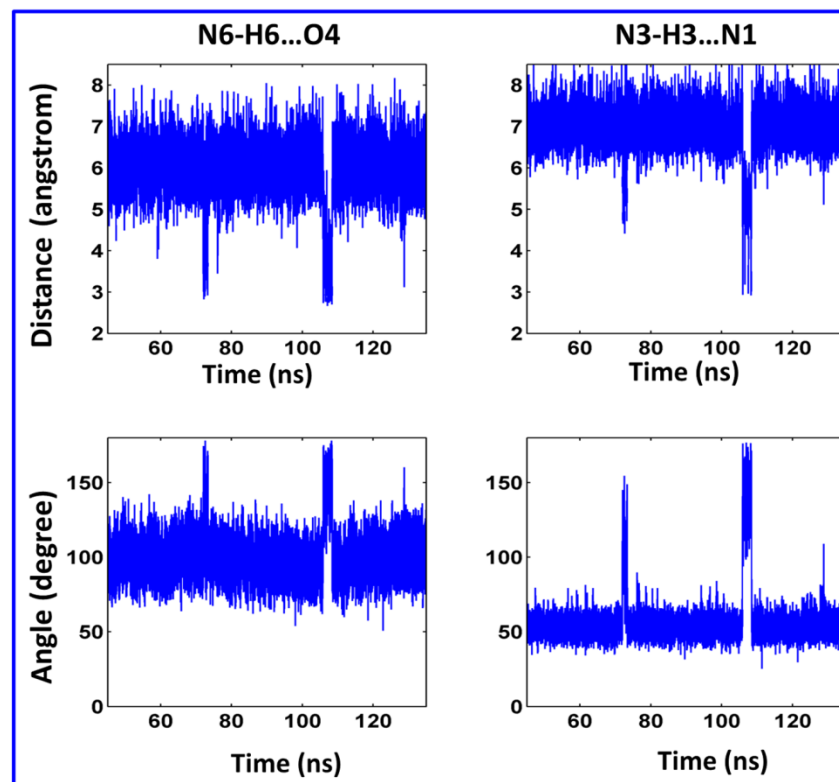 N6-H6...O4 N3-H3...N1
Distance (angstrom)
8 8
7 7
6 6
5 5
4 4
3 3
2 2
60 80 100 120 60 80 100 120
Time (ns) Time (ns)
Angle (degree)
150 150
100 100
50 50
0 0
60 80 100 120 60 80 100 120
Time (ns) Time (ns)